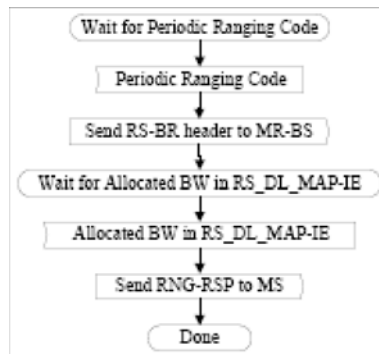 Wait for Periodic Ranging Code
Periodic Ranging Code
Send RS-BR header to MR-BS
Wait for Allocated BW in RS_DL_MAP-IE
Allocated BW in RS_DL_MAP-IE
Send RNG-RSP to MS
Done